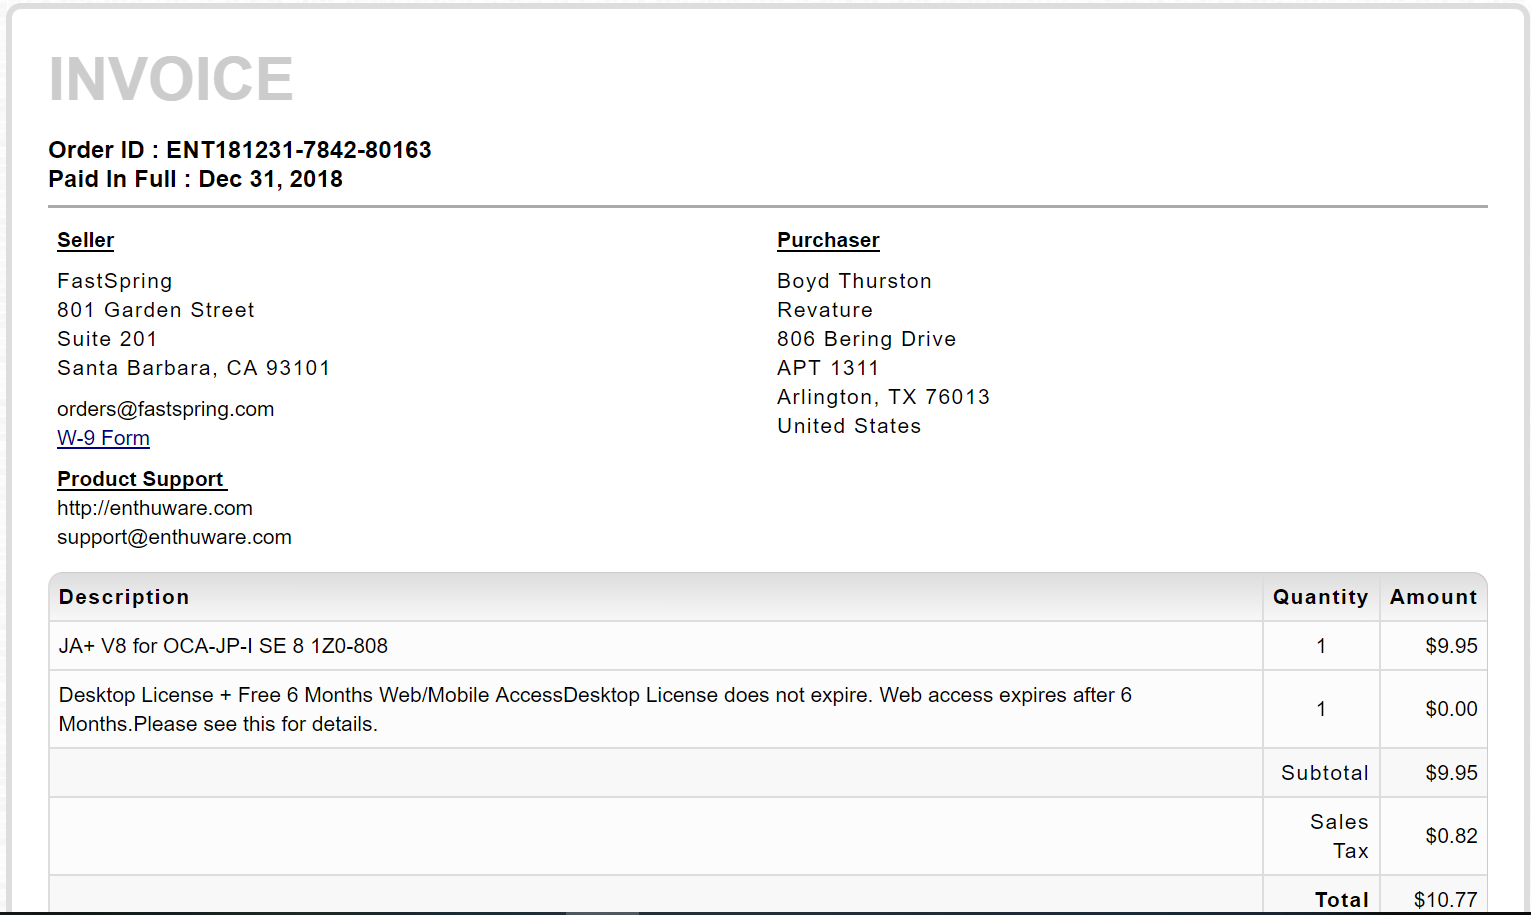 INVOICE
Order ID : ENT181231-7842-80163
Paid In Full : Dec 31, 2018
Seller
FastSpring
801 Garden Street
Suite 201
Santa Barbara, CA 93101
orders@fastspring.com
W-9 Form
Product Support
http://enthuware.com
support@enthuware.com
Purchaser
Boyd Thurston
Revature
806 Bering Drive
APT 1311
Arlington, TX 76013
United States
Description Quantity Amount
JA+ V8 for OCA-JP-I SE 8 1Z0-808 1 $9.95
Desktop License + Free 6 Months Web/Mobile AccessDesktop License does not expire. Web access expires after 6
Months.Please see this for details. 1 $0.00
Subtotal $9.95
Sales
Tax $0.82
Total $10.77